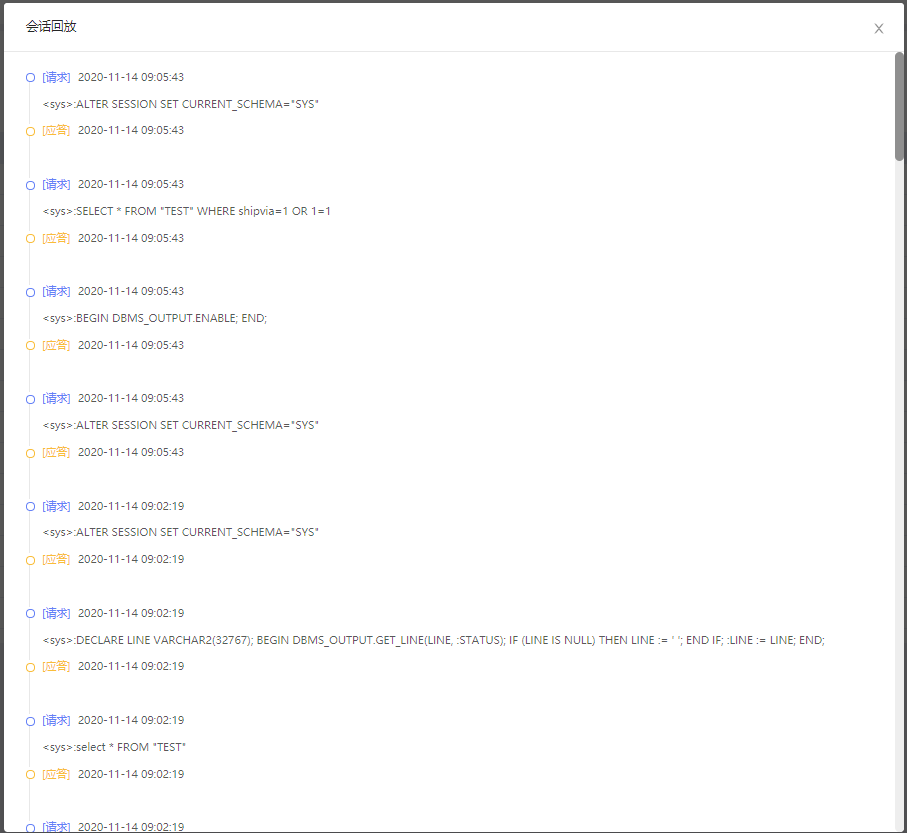 会话回放
[请求] 2020-11-14 09:05:43
<sys>:ALTER SESSION SET CURRENT_SCHEMA="SYS"
[应答] 2020-11-14 09:05:43
[请求] 2020-11-14 09:05:43
<sys>:SELECT * FROM "TEST" WHERE shipvia=1 OR 1=1
[应答] 2020-11-14 09:05:43
[请求] 2020-11-14 09:05:43
<sys>:BEGIN DBMS_OUTPUT.ENABLE; END;
[应答] 2020-11-14 09:05:43
[请求] 2020-11-14 09:05:43
<sys>:ALTER SESSION SET CURRENT_SCHEMA="SYS"
[应答] 2020-11-14 09:05:43
[请求] 2020-11-14 09:02:19
<sys>:ALTER SESSION SET CURRENT_SCHEMA="SYS"
[应答] 2020-11-14 09:02:19
[请求] 2020-11-14 09:02:19
<sys>:DECLARE LINE VARCHAR2(32767); BEGIN DBMS_OUTPUT.GET_LINE(LINE, :STATUS); IF (LINE IS NULL) THEN LINE := ' '; END IF; :LINE := LINE; END;
[应答] 2020-11-14 09:02:19
[请求] 2020-11-14 09:02:19
<sys>:select * FROM "TEST"
[应答] 2020-11-14 09:02:19
[请求] 2020-11-14 09:02:19